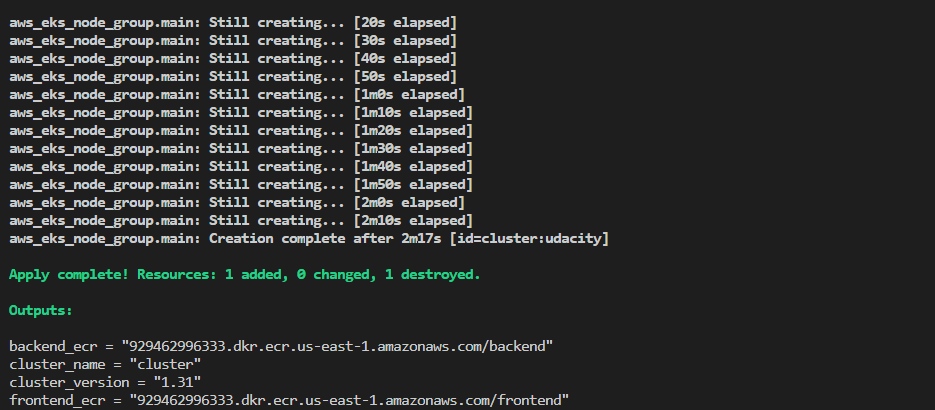 aws_eks_node_group.main: Still creating... [20s elapsed]
aws_eks_node_group.main: Still creating... [30s elapsed]
aws_eks_node_group.main: Still creating... [40s elapsed]
aws_eks_node_group.main: Still creating... [50s elapsed]
aws_eks_node_group.main: Still creating... [1m0s elapsed]
aws_eks_node_group.main: Still creating... [1m10s elapsed]
aws_eks_node_group.main: Still creating... [1m20s elapsed]
aws_eks_node_group.main: Still creating... [1m30s elapsed]
aws_eks_node_group.main: Still creating... [1m40s elapsed]
aws_eks_node_group.main: Still creating... [1m50s elapsed]
aws_eks_node_group.main: Still creating... [2m0s elapsed]
aws_eks_node_group.main: Still creating... [2m10s elapsed]
aws_eks_node_group.main: Creation complete after 2m17s [id=cluster:udacity]
Apply complete! Resources: 1 added, 0 changed, 1 destroyed.
Outputs:
backend_ecr = "929462996333.dkr.ecr.us-east-1.amazonaws.com/backend"
cluster_name = "cluster"
cluster_version = "1.31"
frontend_ecr = "929462996333.dkr.ecr.us-east-1.amazonaws.com/frontend"